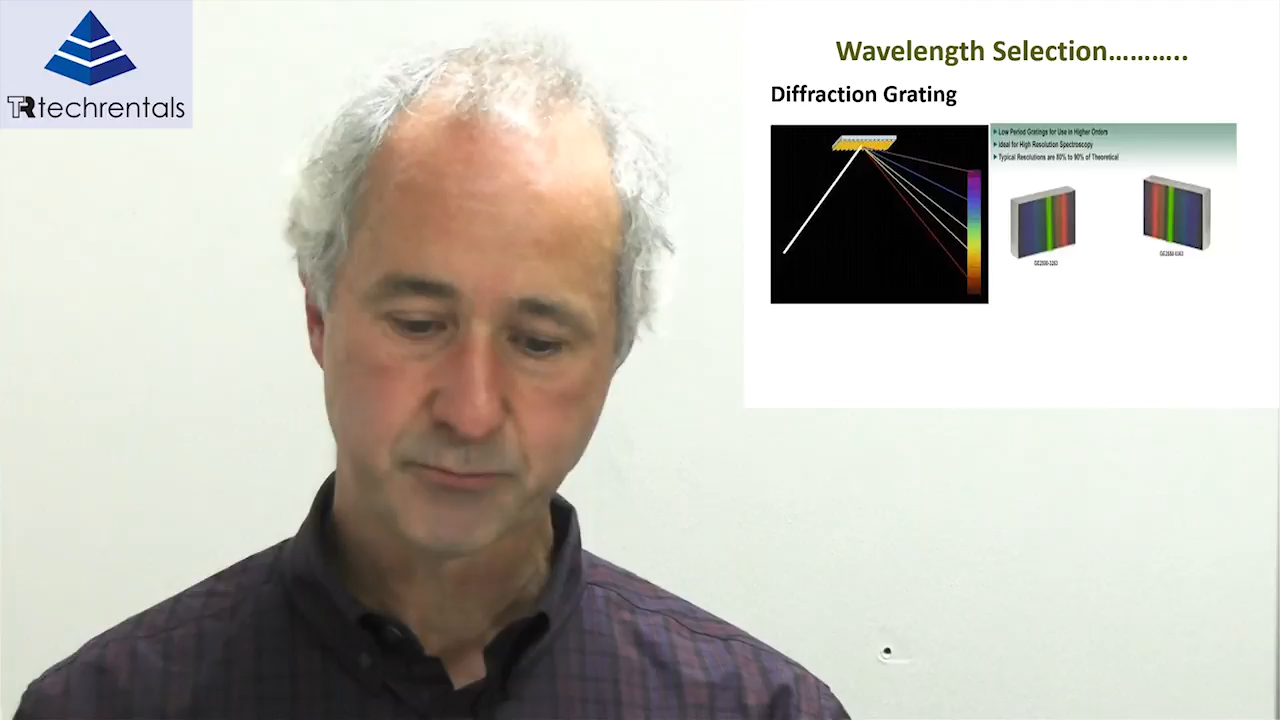 TR techrentals
Wavelength Selection………..
Diffraction Grating
Low Period Gratings for Use in Higher Orders
Ideal for High Resolution Spectroscopy
Typical Resolutions are 80% to 90% of Theoretical